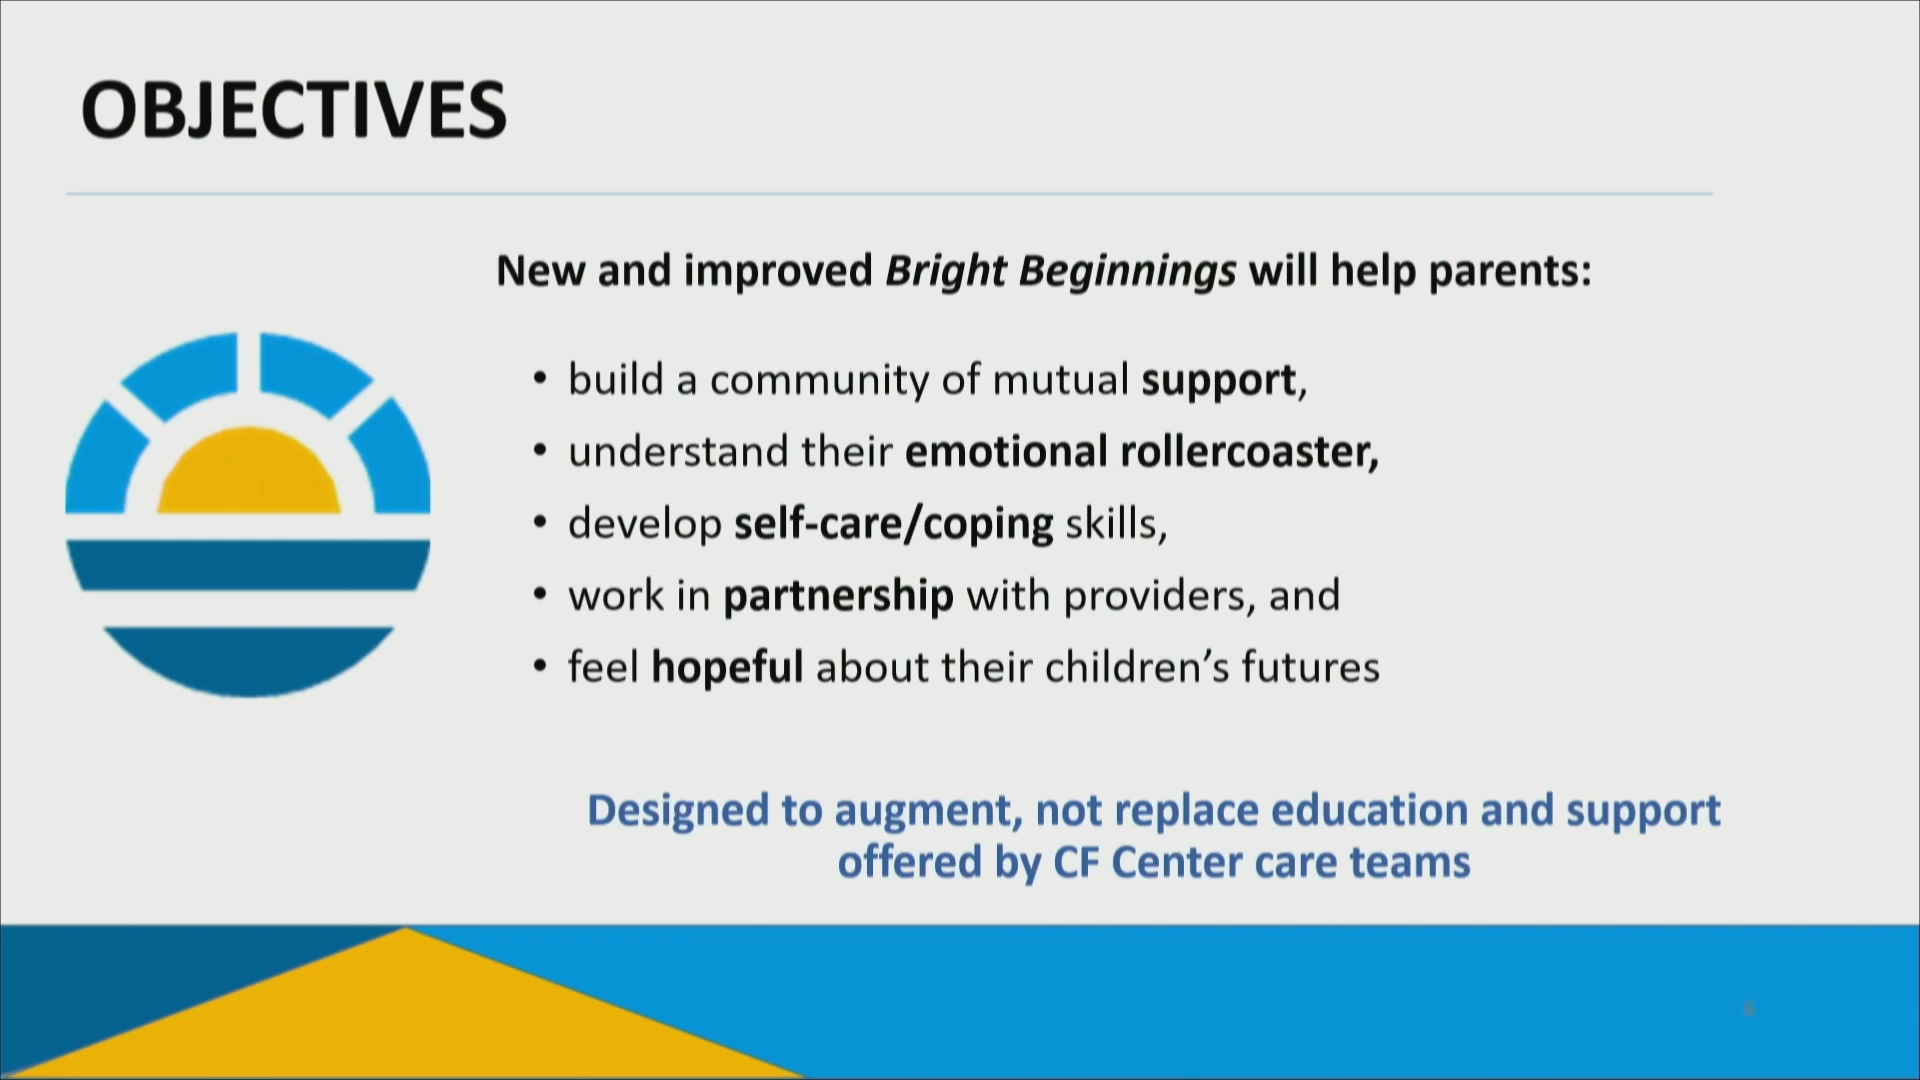 OBJECTIVES
New and improved Bright Beginnings will help parents:
• build a community of mutual support,
• understand their emotional rollercoaster,
• develop self-care/coping skills,
• work in partnership with providers, and
• feel hopeful about their children’s futures
Designed to augment, not replace education and support
offered by CF Center care teams